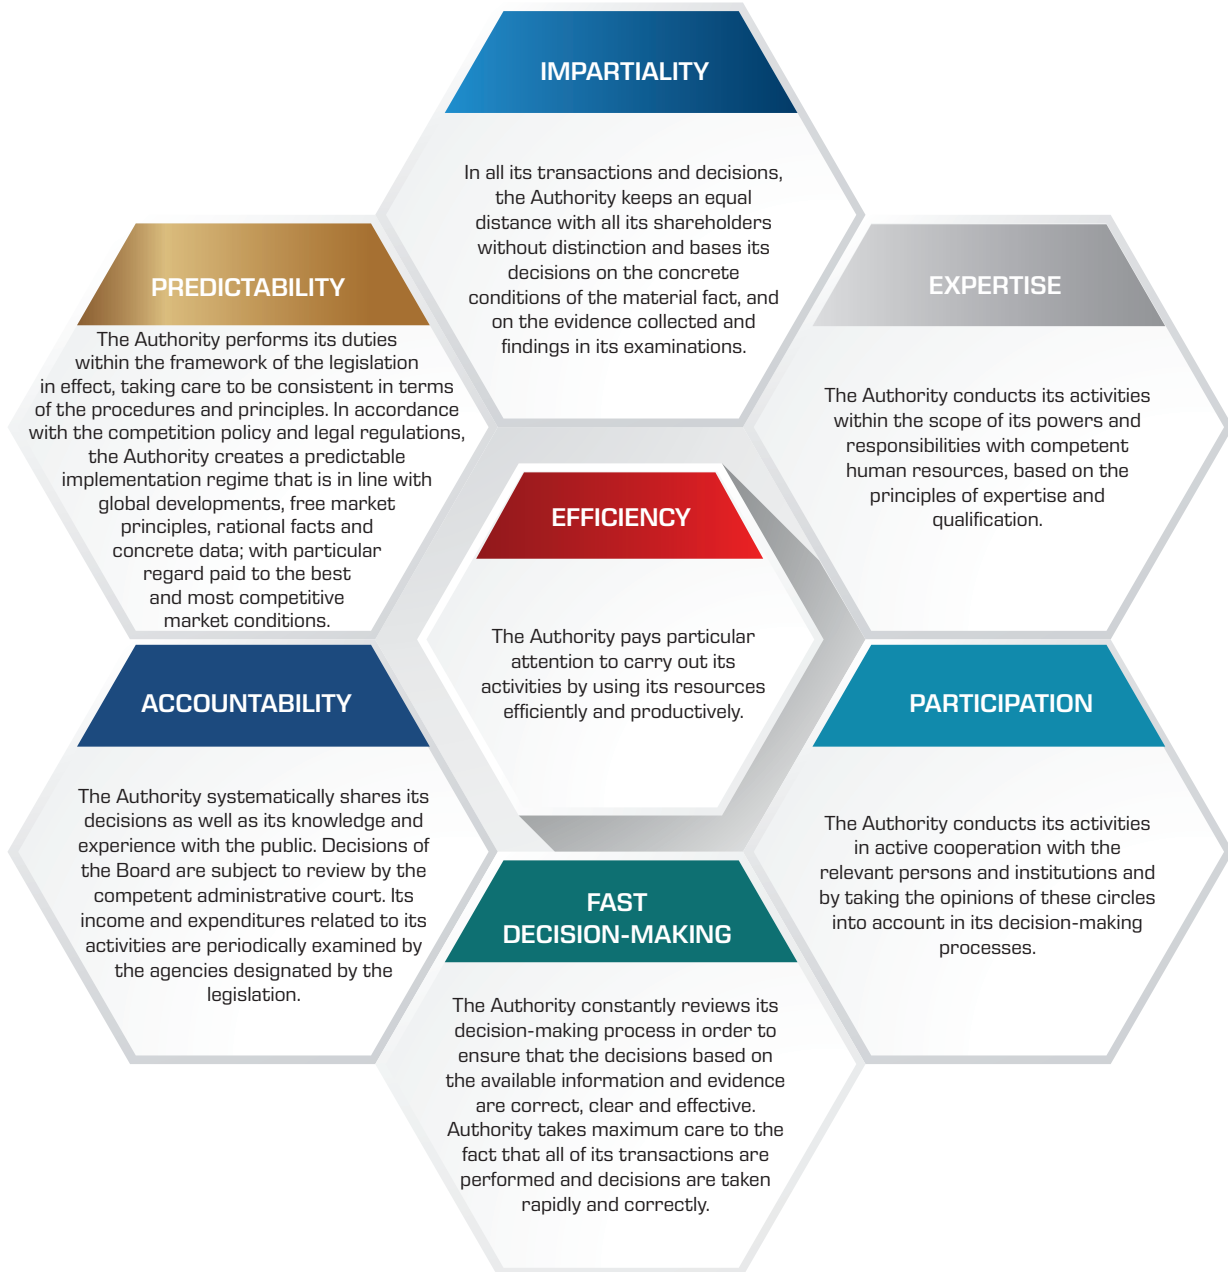 IMPARTIALITY
In all its transactions and decisions,
the Authority keeps an equal
distance with all its shareholders
without distinction and bases its
decisions on the concrete
conditions of the material fact, and
on the evidence collected and
findings in its examinations.
PREDICTABILITY
The Authority performs its duties
within the framework of the legislation
in effect, taking care to be consistent in terms
of the procedures and principles. In accordance
with the competition policy and legal regulations,
the Authority creates a predictable
implementation regime that is in line with
global developments, free market
principles, rational facts and
concrete data; with particular
regard paid to the best
and most competitive
market conditions.
EXPERTISE
The Authority conducts its activities
within the scope of its powers and
responsibilities with competent
human resources, based on the
principles of expertise and
qualification.
EFFICIENCY
The Authority pays particular
attention to carry out its
activities by using its resources
efficiently and productively.
ACCOUNTABILITY
The Authority systematically shares its
decisions as well as its knowledge and
experience with the public. Decisions of
the Board are subject to review by the
competent administrative court. Its
income and expenditures related to its
activities are periodically examined by
the agencies designated by the
legislation.
PARTICIPATION
The Authority conducts its activities
in active cooperation with the
relevant persons and institutions and
by taking the opinions of these circles
into account in its decision-making
processes.
FAST
DECISION-MAKING
The Authority constantly reviews its
decision-making process in order to
ensure that the decisions based on
the available information and evidence
are correct, clear and effective.
Authority takes maximum care to the
fact that all of its transactions are
performed and decisions are taken
rapidly and correctly.